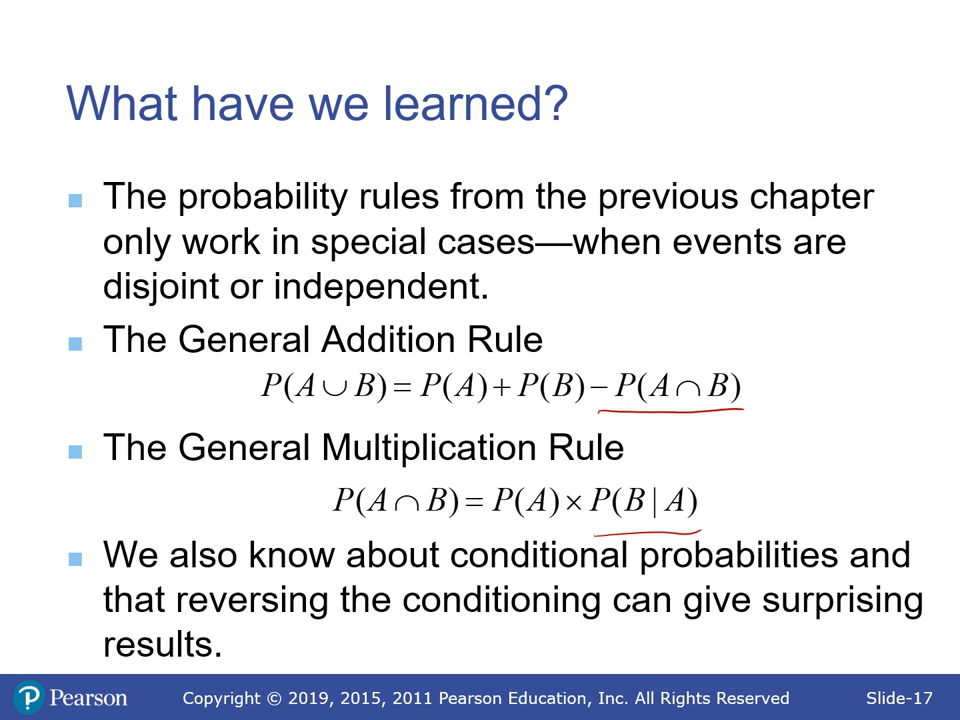 What have we learned?
The probability rules from the previous chapter
only work in special cases—when events are
disjoint or independent.
The General Addition Rule
P(A ∪ B) = P(A) + P(B) − P(A ∩ B)
The General Multiplication Rule
P(A ∩ B) = P(A) × P(B | A)
We also know about conditional probabilities and
that reversing the conditioning can give surprising
results.
P Pearson Copyright © 2019, 2015, 2011 Pearson Education, Inc. All Rights Reserved Slide-17